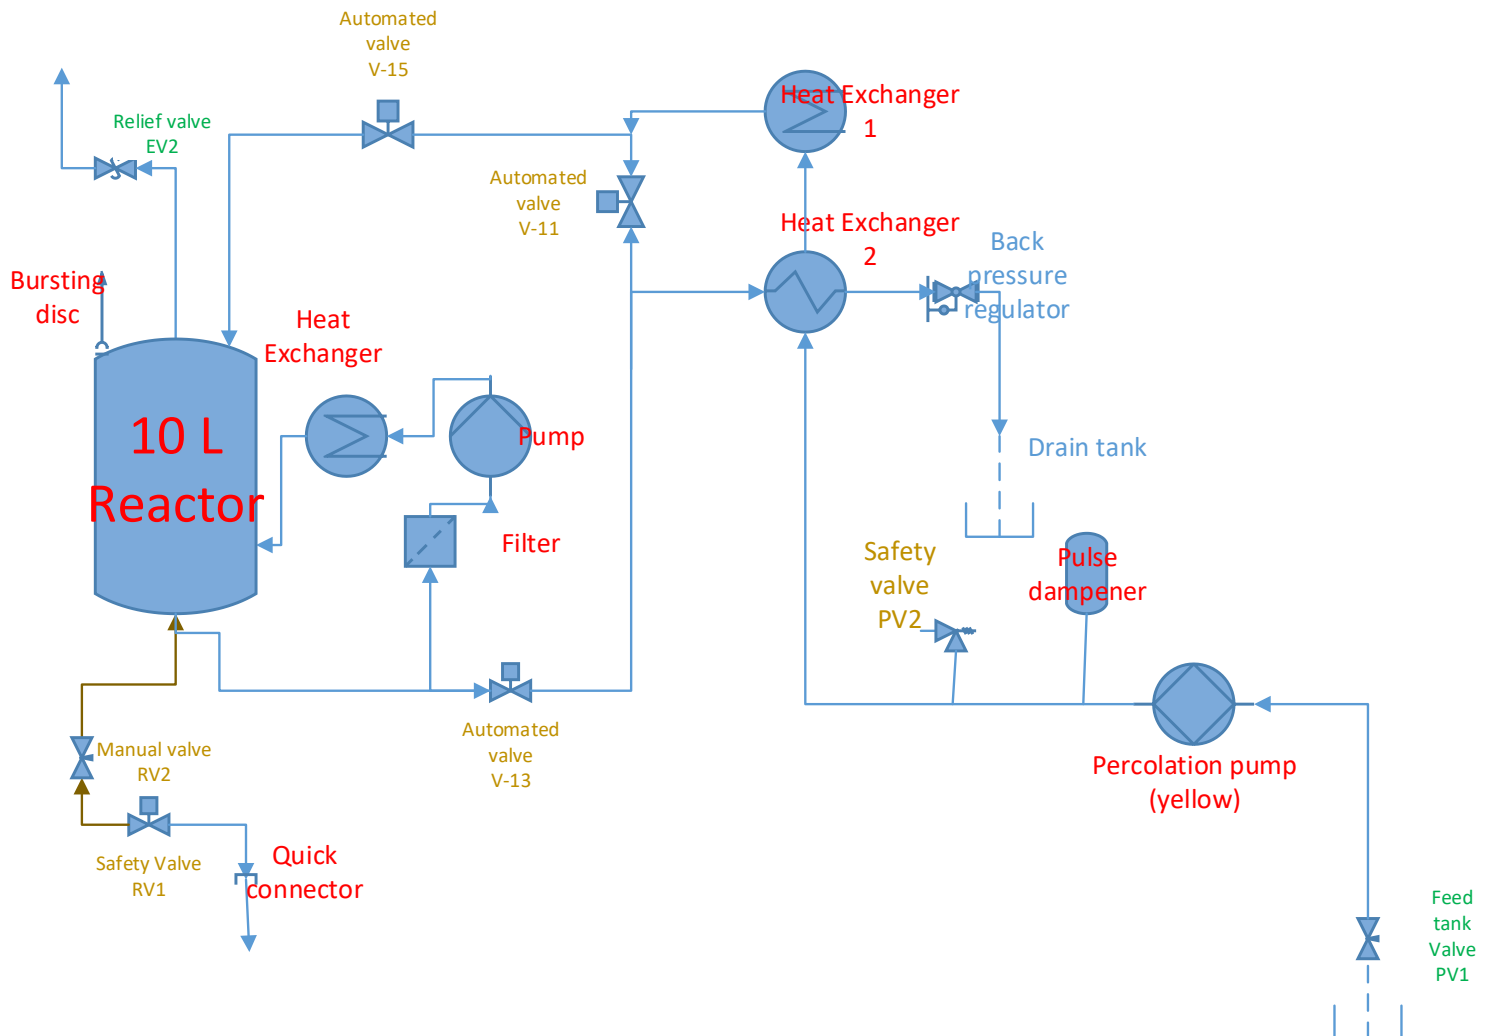 Automated
valve
V-15
Relief valve
EV2
Heat Exchanger
1
Automated
valve
V-11
Heat Exchanger
2
Back
pressure
regulator
Bursting
disc
Heat
Exchanger
10 L
Reactor
Pump
Drain tank
Filter
Safety
valve
PV2
Pulse
dampener
Automated
valve
V-13
Manual valve
RV2
Percolation pump
(yellow)
Safety Valve
RV1
Quick
connector
Feed
tank
Valve
PV1